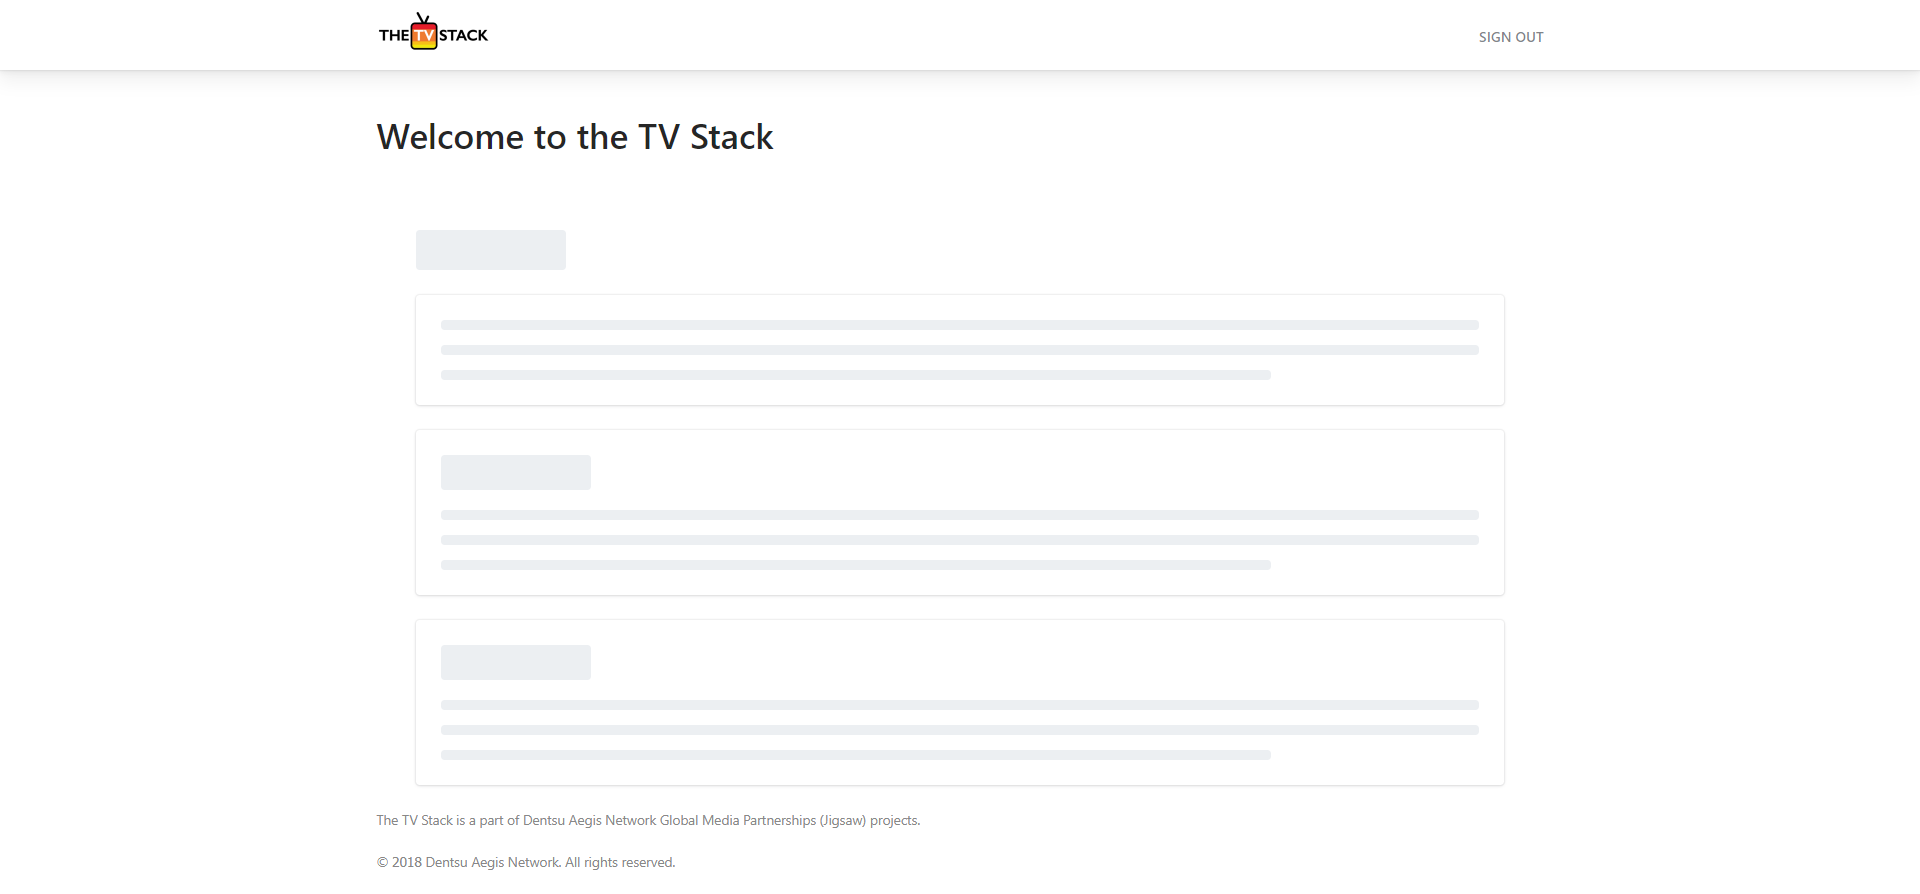 THE TV STACK
SIGN OUT
Welcome to the TV Stack
The TV Stack is a part of Dentsu Aegis Network Global Media Partnerships (Jigsaw) projects.
© 2018 Dentsu Aegis Network. All rights reserved.